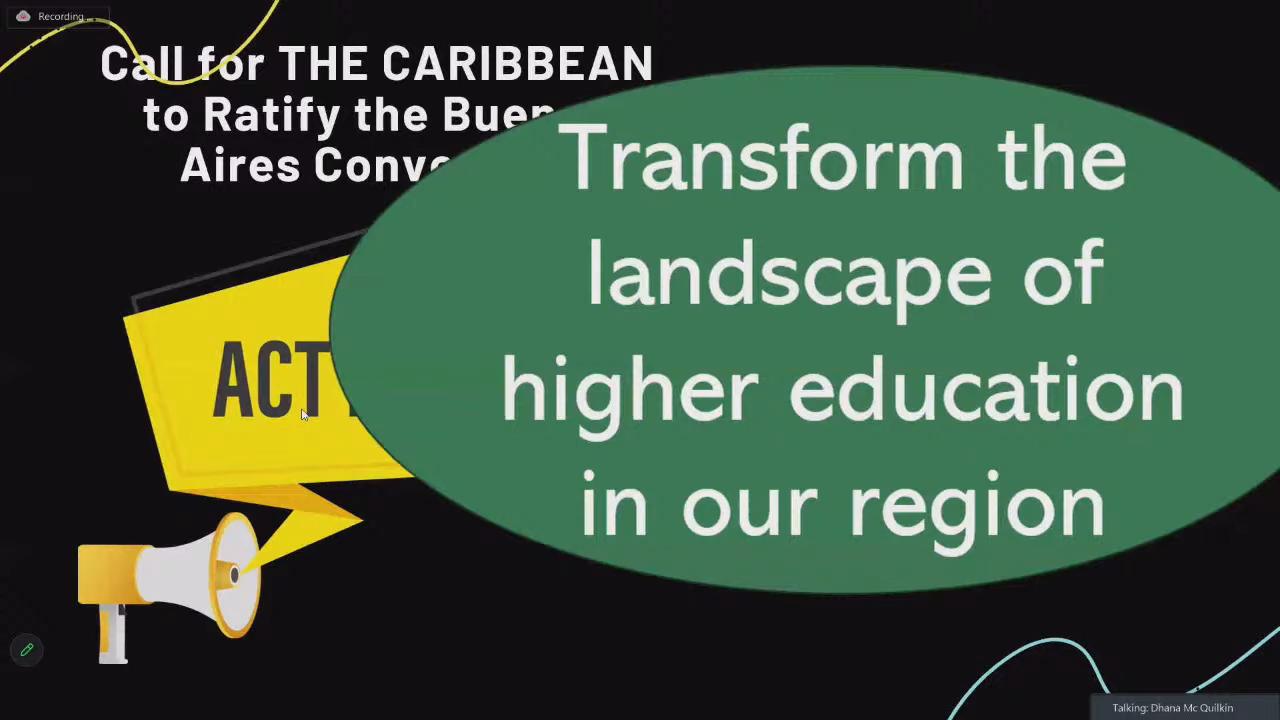 Recording...
Call for THE CARIBBEAN
to Ratify the Buen
Aires Conve
Transform the
landscape of
higher education
in our region
ACT
Talking: Dhana Mc Quilkin